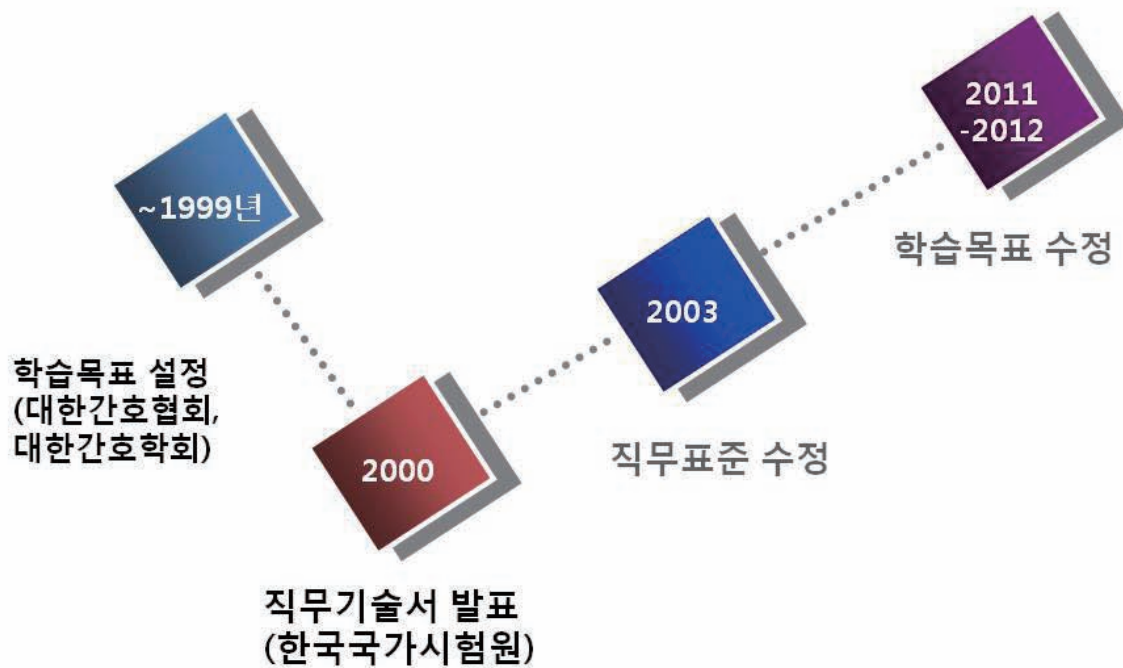 ~1999년
학습목표 설정
(대한간호협회,
대한간호학회)
2000
직무기술서 발표
(한국국가시험원)
2003
직무표준 수정
2011
-2012
학습목표 수정